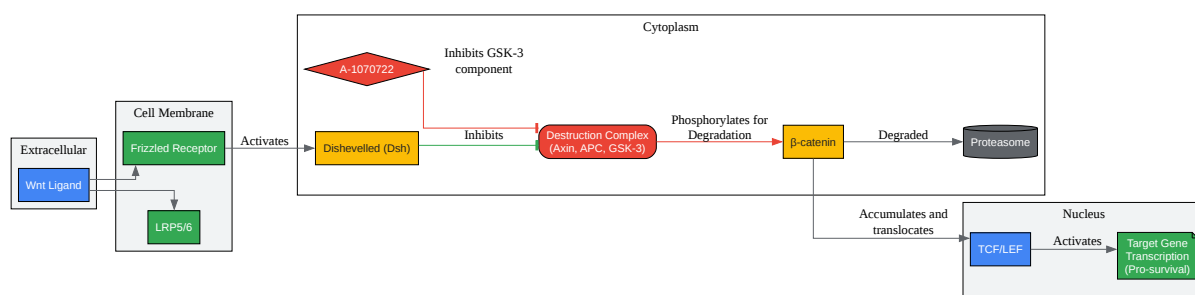 Cytoplasm
A-1070722
Inhibits GSK-3
component
Cell Membrane
Extracellular
Wnt Ligand
Frizzled Receptor
LRP5/6
Activates
Dishevelled (Dsh)
Inhibits
Destruction Complex
(Axin, APC, GSK-3)
Phosphorylates for
Degradation
β-catenin
Degraded
Proteasome
Accumulates and
translocates
Nucleus
TCF/LEF
Activates
Target Gene
Transcription
(Pro-survival)